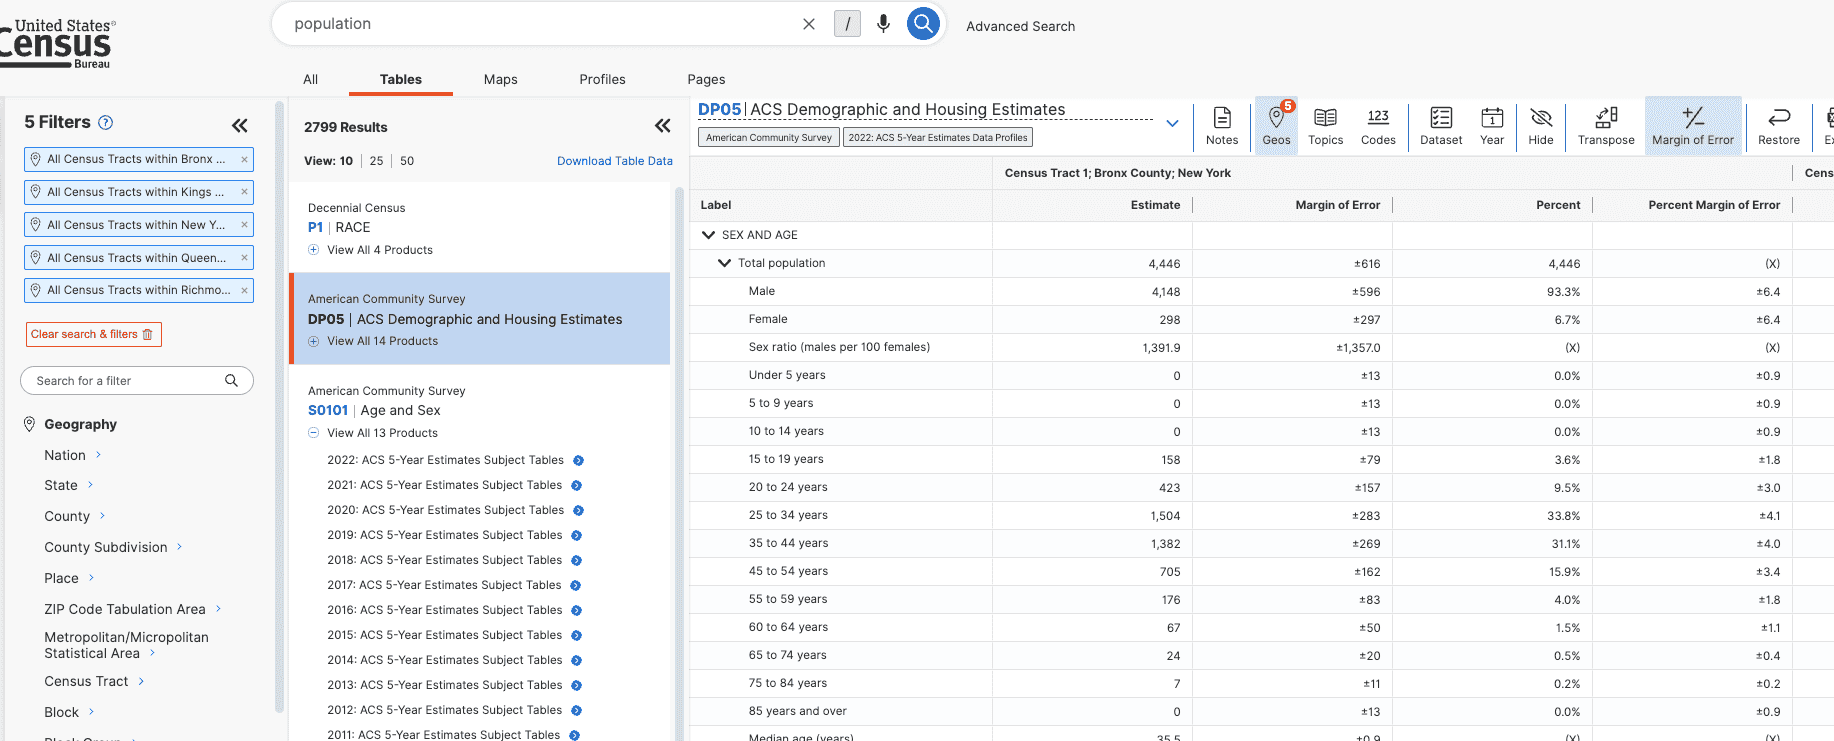 United States®
Census
Bureau
population
/
Advanced Search
All
Tables
Maps
Profiles
Pages
5 Filters ?
All Census Tracts within Bronx ... ×
All Census Tracts within Kings ... ×
All Census Tracts within New Y... ×
All Census Tracts within Queen... ×
All Census Tracts within Richmo... ×
Clear search & filters
Search for a filter
Geography
Nation
State
County
County Subdivision
Place
ZIP Code Tabulation Area
Metropolitan/Micropolitan
Statistical Area
Census Tract
Block
2799 Results
View: 10 | 25 | 50
Download Table Data
Decennial Census
P1 | RACE
View All 4 Products
American Community Survey
DP05 | ACS Demographic and Housing Estimates
View All 14 Products
American Community Survey
S0101 | Age and Sex
View All 13 Products
2022: ACS 5-Year Estimates Subject Tables
2021: ACS 5-Year Estimates Subject Tables
2020: ACS 5-Year Estimates Subject Tables
2019: ACS 5-Year Estimates Subject Tables
2018: ACS 5-Year Estimates Subject Tables
2017: ACS 5-Year Estimates Subject Tables
2016: ACS 5-Year Estimates Subject Tables
2015: ACS 5-Year Estimates Subject Tables
2014: ACS 5-Year Estimates Subject Tables
2013: ACS 5-Year Estimates Subject Tables
2012: ACS 5-Year Estimates Subject Tables
2011: ACS 5-Year Estimates Subject Tables
DP05 | ACS Demographic and Housing Estimates
American Community Survey
2022: ACS 5-Year Estimates Data Profiles
Notes
5
Geos
Topics
123
Codes
Dataset
1
Year
Hide
Transpose
Margin of Error
Restore
Census Tract 1; Bronx County; New York
Cens
Label Estimate Margin of Error Percent Percent Margin of Error
SEX AND AGE
Total population 4,446 ±616 4,446 (X)
Male 4,148 ±596 93.3% ±6.4
Female 298 ±297 6.7% ±6.4
Sex ratio (males per 100 females) 1,391.9 ±1,357.0 (X) (X)
Under 5 years 0 ±13 0.0% ±0.9
5 to 9 years 0 ±13 0.0% ±0.9
10 to 14 years 0 ±13 0.0% ±0.9
15 to 19 years 158 ±79 3.6% ±1.8
20 to 24 years 423 ±157 9.5% ±3.0
25 to 34 years 1,504 ±283 33.8% ±4.1
35 to 44 years 1,382 ±269 31.1% ±4.0
45 to 54 years 705 ±162 15.9% ±3.4
55 to 59 years 176 ±83 4.0% ±1.8
60 to 64 years 67 ±50 1.5% ±1.1
65 to 74 years 24 ±20 0.5% ±0.4
75 to 84 years 7 ±11 0.2% ±0.2
85 years and over 0 ±13 0.0% ±0.9
Median age (years) 35.5 ±0.9 (X) (X)